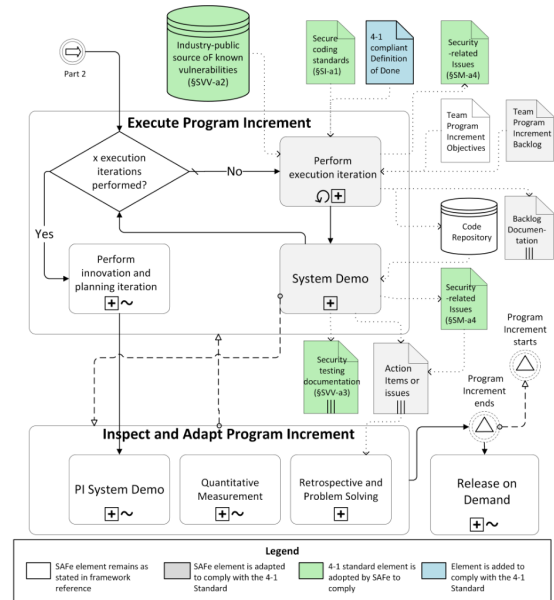 Industry-public
source oF known
vulnerabilities
(§SVV-a2)
Secure
coding
standards
(§SI-a1)
4-1
compliant
Definition
of Done
Security
-related
Issues
(§SM-a4)
Part 2
Execute Program Increment
Team
Program
Increment
Objectives
Team
Program
Increment
Backlog
x execution
iterations
performed?
No
Perform
execution iteration
Yes
Code
Repository
Backlog
Documen-
tation
Perform
innovation and
planning iteration
System Demo
Security
-related
Issues
(§SM-a4
Program
Increment
starts
Security
testing
documentation
(§SVV-a3)
Action
Items or
issues
Program
Increment
ends
Inspect and Adapt Program Increment
PI System Demo
Quantitative
Measurement
Retrospective and
Problem Solving
Release on
Demand
Legend
SAFe element remains as
stated in framework
reference
SAFe element is adapted
to comply with the 4-1
Standard
4-1 standard element is
adopted by SAFe to
comply
Element is added to
comply with the 4-1
Standard